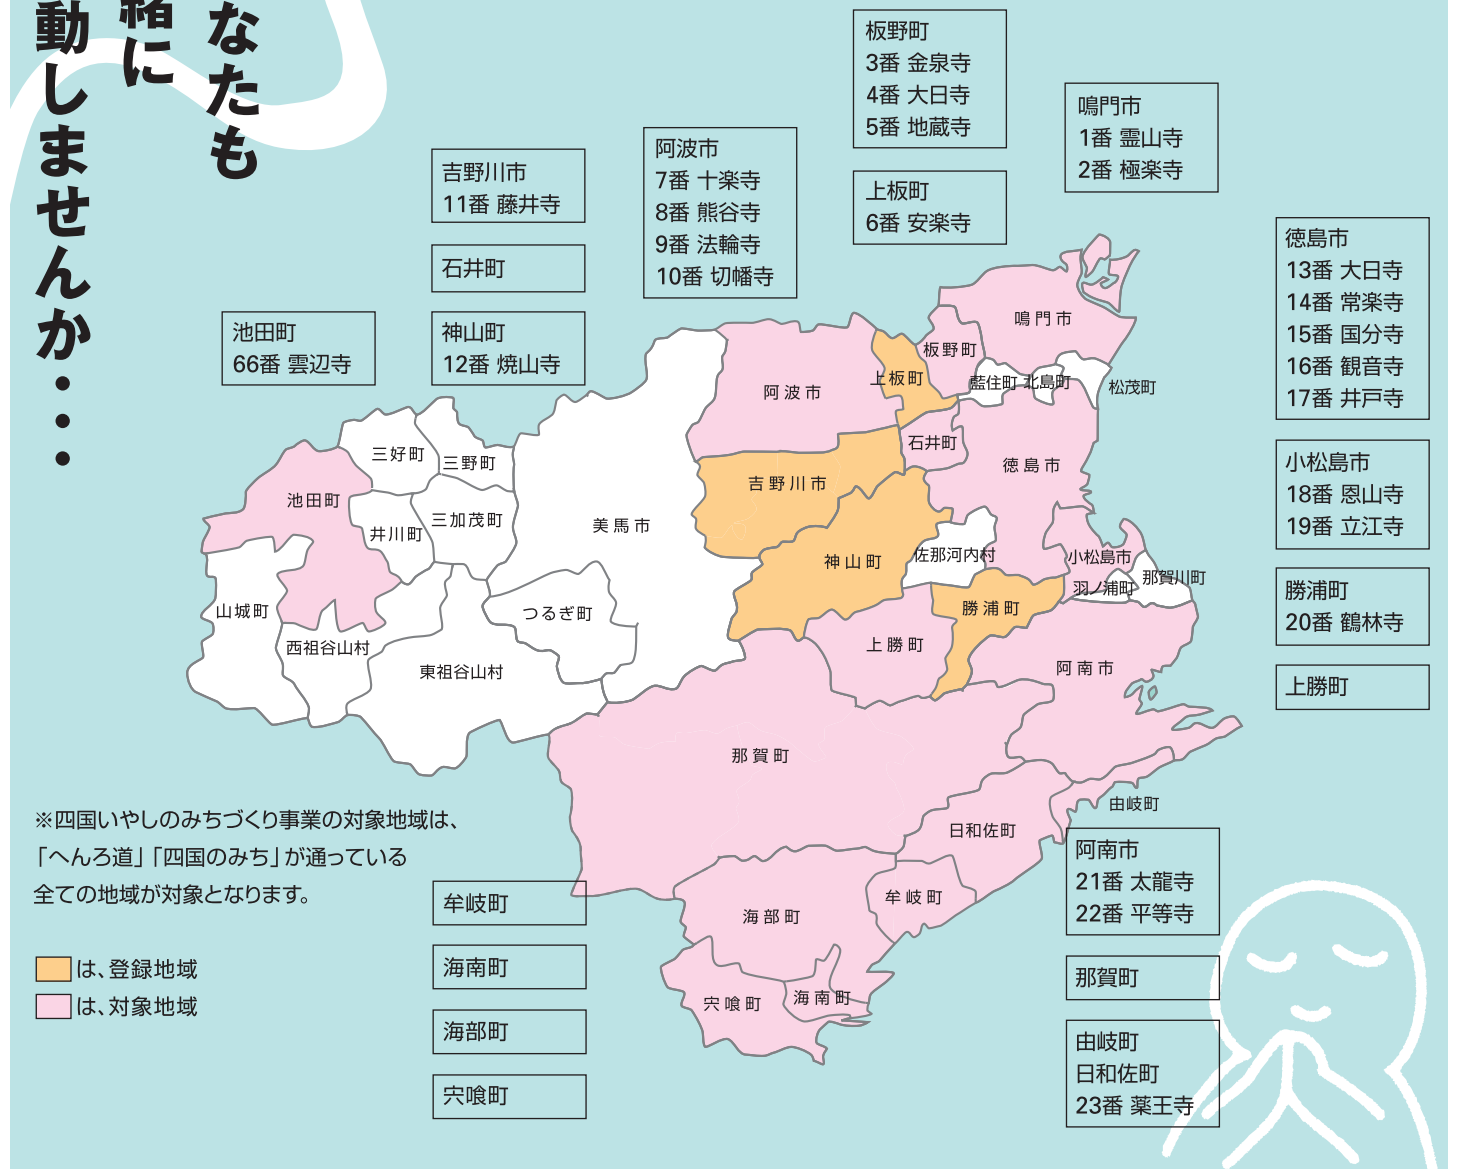 なたも
緒に
動しませんか・・・
板野町
3番 金泉寺
4番 大日寺
5番 地蔵寺
鳴門市
1番 霊山寺
2番 極楽寺
阿波市
7番 十楽寺
8番 熊谷寺
9番 法輪寺
10番 切幡寺
吉野川市
11番 藤井寺
上板町
6番 安楽寺
徳島市
13番 大日寺
14番 常楽寺
15番 国分寺
16番 観音寺
17番 井戸寺
石井町
池田町
66番 雲辺寺
神山町
12番 焼山寺
小松島市
18番 恩山寺
19番 立江寺
勝浦町
20番 鶴林寺
上勝町
鳴門市
板野町
上板町
藍住町
北島町
松茂町
阿波市
石井町
徳島市
三好町
三野町
池田町
井川町
三加茂町
美馬市
吉野川市
神山町
佐那河内村
小松島市
那賀川町
羽ノ浦町
勝浦町
山城町
つるぎ町
西祖谷山村
東祖谷山村
上勝町
阿南市
那賀町
由岐町
日和佐町
牟岐町
海部町
海南町
宍喰町
※四国いやしのみちづくり事業の対象地域は、
「へんろ道」「四国のみち」が通っている
全ての地域が対象となります。
は、登録地域
は、対象地域
牟岐町
海南町
海部町
宍喰町
阿南市
21番 太龍寺
22番 平等寺
那賀町
由岐町
日和佐町
23番 薬王寺